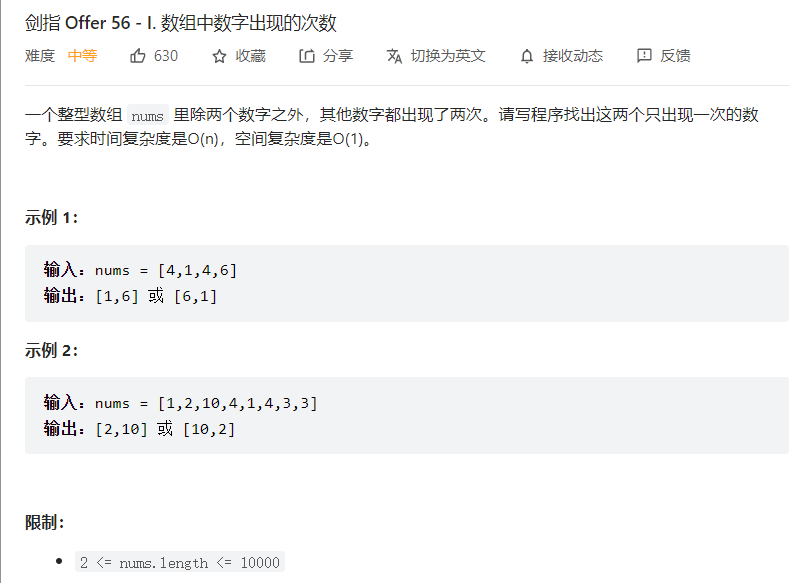 剑指 Offer 56 - I. 数组中数字出现的次数
难度 中等 630 收藏 分享 切换为英文 接收动态 反馈
一个整型数组 nums 里除两个数字之外，其他数字都出现了两次。请写程序找出这两个只出现一次的数
字。要求时间复杂度是O(n)，空间复杂度是O(1)。
示例 1：
输入：nums = [4,1,4,6]
输出：[1,6] 或 [6,1]
示例 2：
输入：nums = [1,2,10,4,1,4,3,3]
输出：[2,10] 或 [10,2]
限制：
• 2 <= nums.length <= 10000